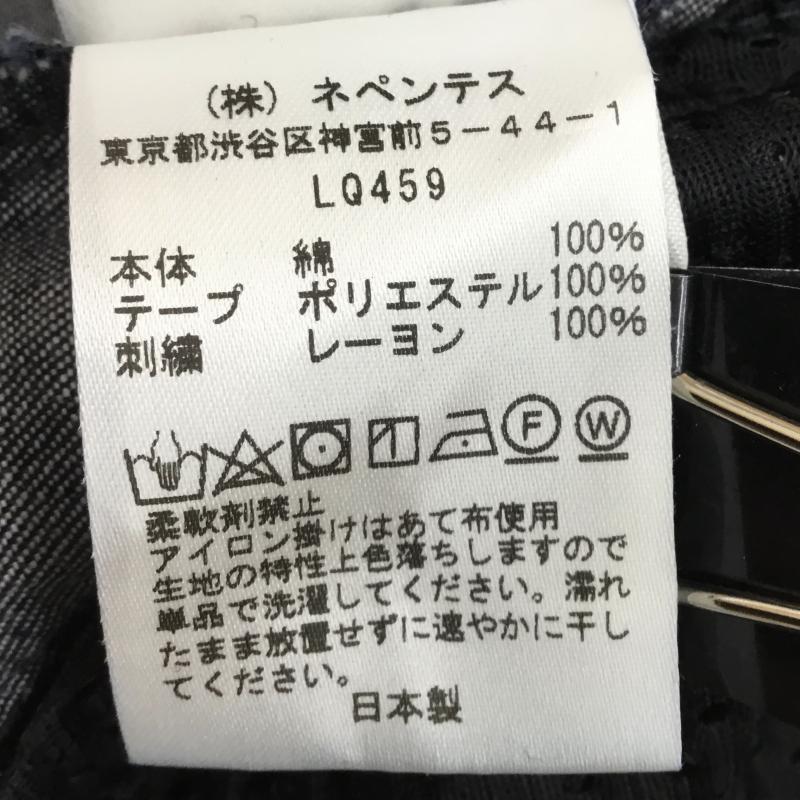 (株) ネペンテス
東京都渋谷区神宮前5-44-1
LQ459
本体 綿 100%
テープ ポリエステル100%
刺繍 レーヨン 100%
F W
柔軟剤禁止
アイロン掛けはあて布使用
生地の特性上色落ちしますので
単品で洗濯してください。濡れ
たまま放置せずに速やかに干し
てください。
日本製